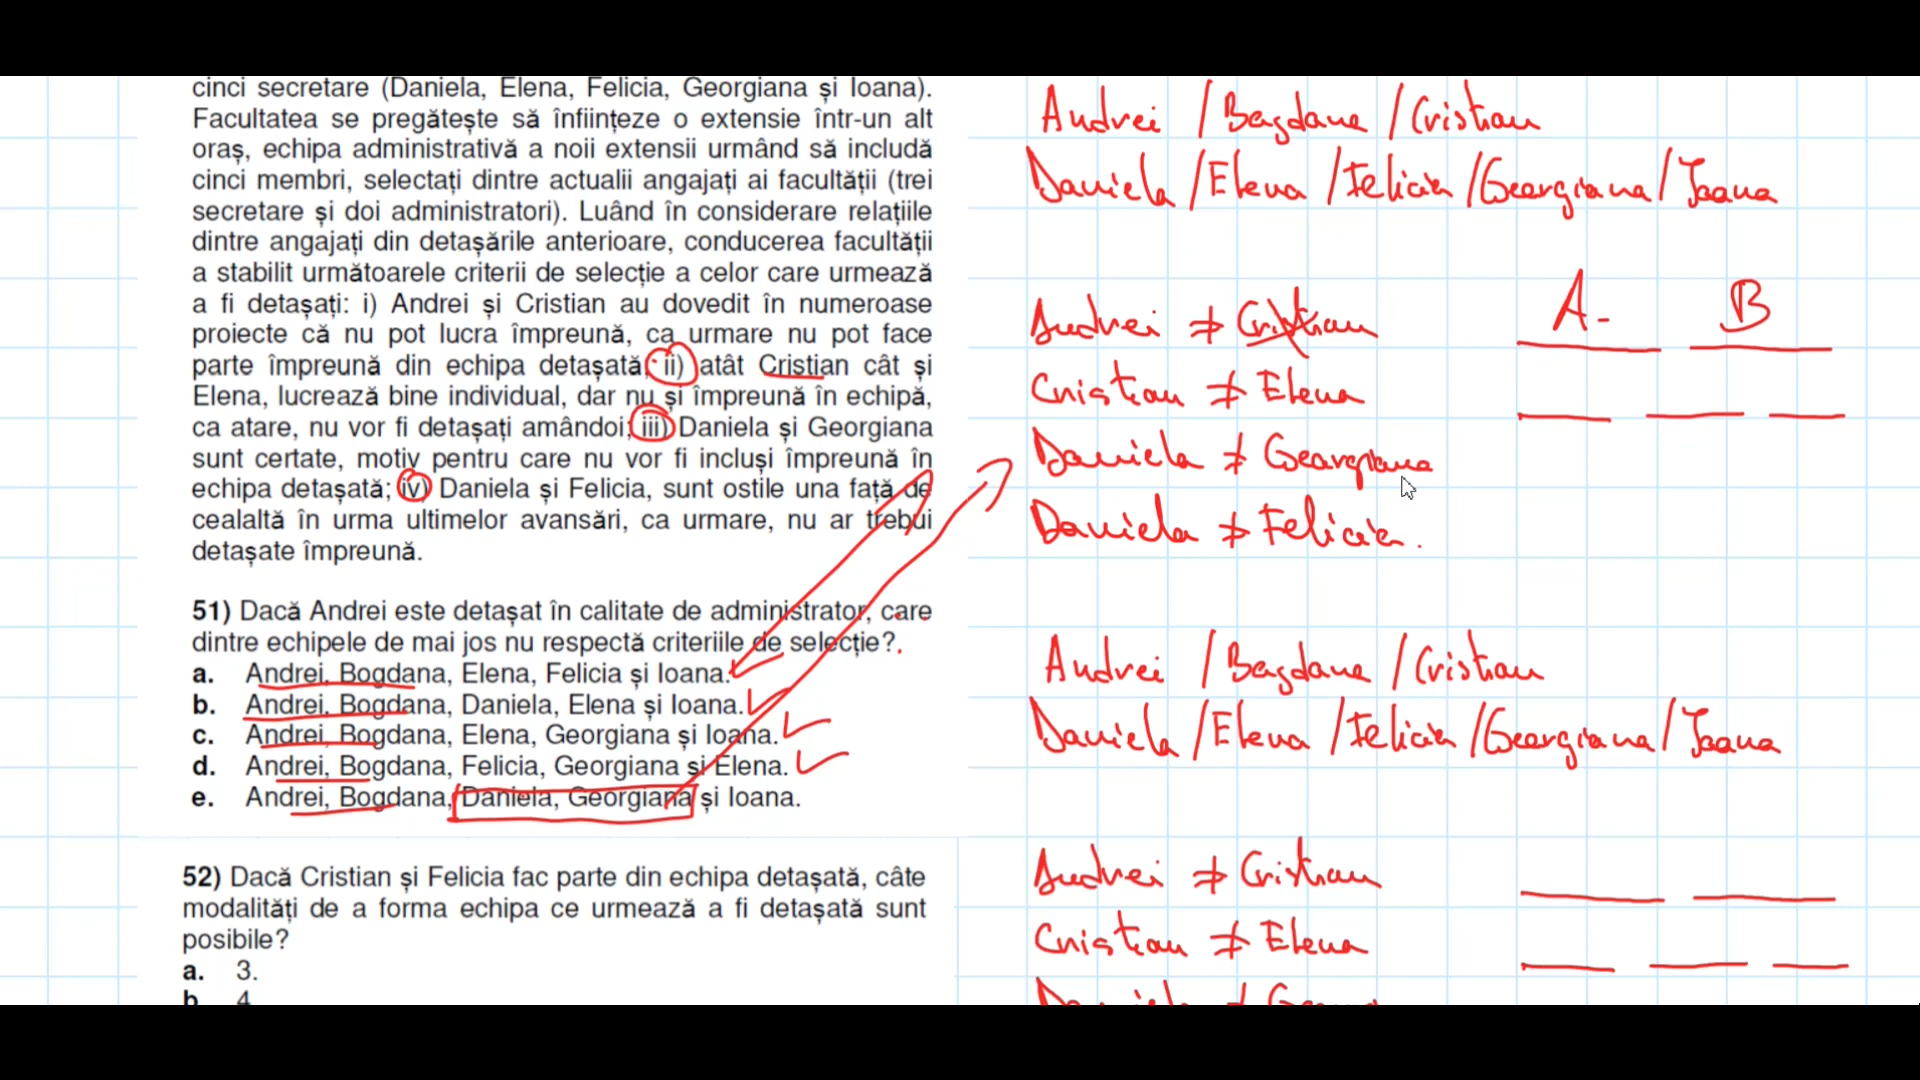 cinci secretare (Daniela, Elena, Felicia, Georgiana și Ioana).
Facultatea se pregătește să înființeze o extensie într-un alt
oraș, echipa administrativă a noii extensii urmând să includă
cinci membri, selectați dintre actualii angajați ai facultății (trei
secretare și doi administratori). Luând în considerare relațiile
dintre angajați din detașările anterioare, conducerea facultății
a stabilit următoarele criterii de selecție a celor care urmează
a fi detașați: i) Andrei și Cristian au dovedit în numeroase
proiecte că nu pot lucra împreună, ca urmare nu pot face
parte împreună din echipa detașată; ii) atât Cristian cât și
Elena, lucrează bine individual, dar nu și împreună în echipă,
ca atare, nu vor fi detașați amândoi; iii) Daniela și Georgiana
sunt certate, motiv pentru care nu vor fi incluși împreună în
echipa detașată; iv) Daniela și Felicia, sunt ostile una față de
cealaltă în urma ultimelor avansări, ca urmare, nu ar trebui
detașate împreună.
51) Dacă Andrei este detașat în calitate de administrator, care
dintre echipele de mai jos nu respectă criteriile de selecție?.
a. Andrei, Bogdana, Elena, Felicia și Ioana.
b. Andrei, Bogdana, Daniela, Elena și Ioana.
c. Andrei, Bogdana, Elena, Georgiana și Ioana.
d. Andrei, Bogdana, Felicia, Georgiana și Elena.
e. Andrei, Bogdana, Daniela, Georgiana și Ioana.
52) Dacă Cristian și Felicia fac parte din echipa detașată, câte
modalități de a forma echipa ce urmează a fi detașată sunt
posibile?
a. 3.
b. 4
Andrei / Bogdana / Cristian
Daniela / Elena / Felicia / Georgiana / Ioana
A. B
Andrei ≠ Cristian
Cristian ≠ Elena
Daniela ≠ Georgiana
Daniela ≠ Felicia.
Andrei / Bogdana / Cristian
Daniela / Elena / Felicia / Georgiana / Ioana
Andrei ≠ Cristian
Cristian ≠ Elena